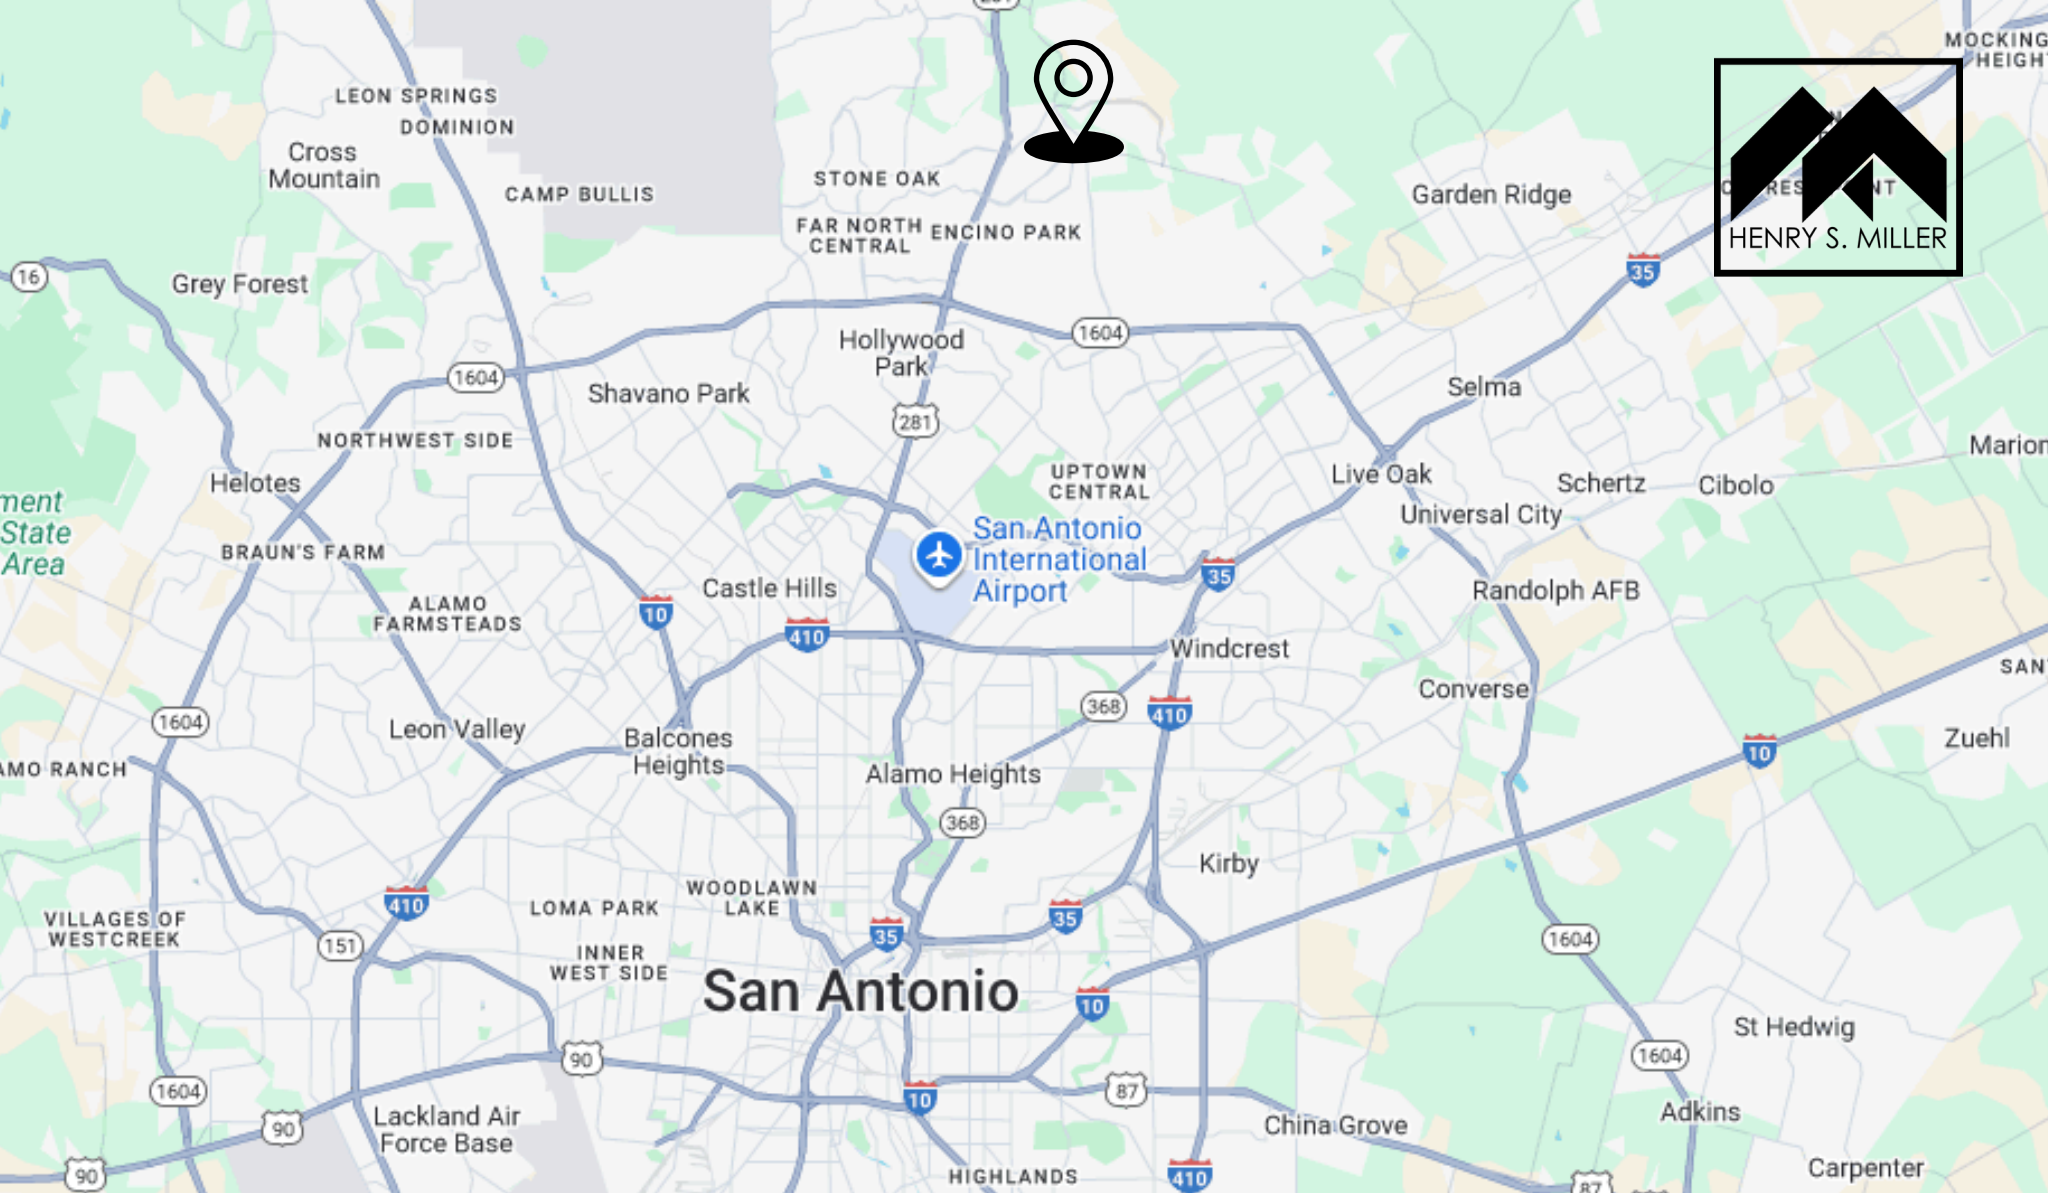 MOCKING
HEIGH
LEON SPRINGS
DOMINION
Cross
Mountain
CAMP BULLIS
STONE OAK
FAR NORTH
CENTRAL
ENCINO PARK
Garden Ridge
HENRY S. MILLER
35
16
Grey Forest
Hollywood
Park
1604
1604
Shavano Park
281
Selma
NORTHWEST SIDE
Helotes
UPTOWN
CENTRAL
Live Oak
Schertz
Cibolo
Marion
ment
State
Area
Universal City
San Antonio
International
Airport
BRAUN'S FARM
Castle Hills
35
Randolph AFB
ALAMO
FARMSTEADS
10
410
Windcrest
SAN
Converse
1604
Leon Valley
368
410
Balcones
Heights
Zuehl
10
AMO RANCH
Alamo Heights
368
Kirby
410
WOODLAWN
LAKE
LOMA PARK
VILLAGES OF
WESTCREEK
151
35
35
1604
INNER
WEST SIDE
San Antonio
10
St Hedwig
90
1604
1604
10
87
Adkins
90
Lackland Air
Force Base
China Grove
90
HIGHLANDS
410
Carpenter
87